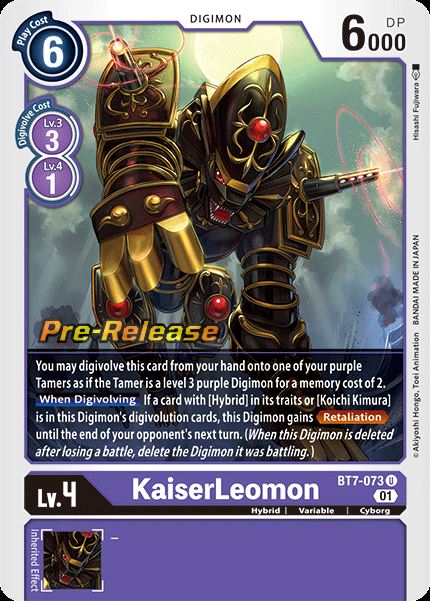 Play Cost
6
DIGIMON
6000
DP
Digivolve Cost
Lv.3
3
Lv.4
1
Hisashi Fujiwara
Pre-Release
You may digivolve this card from your hand onto one of your purple
Tamers as if the Tamer is a level 3 purple Digimon for a memory cost of 2.
When Digivolving If a card with [Hybrid] in its traits or [Koichi Kimura]
is in this Digimon's digivolution cards, this Digimon gains Retaliation
until the end of your opponent's next turn. (When this Digimon is deleted
after losing a battle, delete the Digimon it was battling.)
© Akiyoshi Hongo, Toei Animation BANDAI MADE IN JAPAN
Lv.4
KaiserLeomon
BT7-073 U
01
Hybrid | Variable | Cyborg
Inherited Effect
–